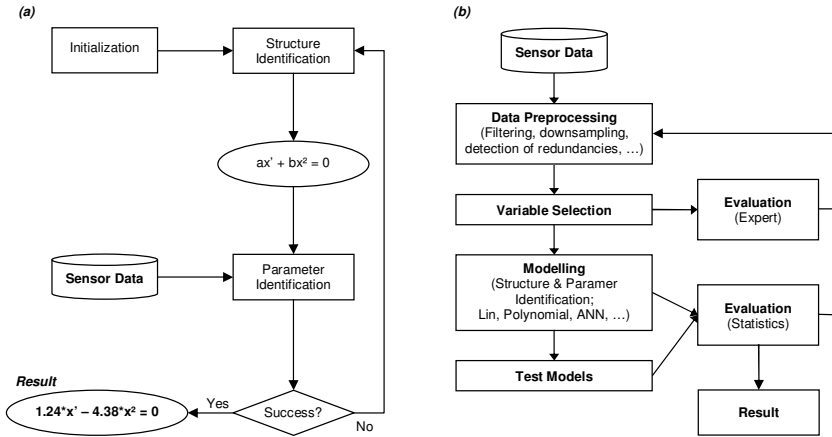 (a)
Initialization
Structure
Identification
ax' + bx² = 0
Sensor Data
Parameter
Identification
Result
1.24*x' – 4.38*x² = 0
Yes
Success?
No
(b)
Sensor Data
Data Preprocessing
(Filtering, downsampling,
detection of redundancies, ...)
Variable Selection
Evaluation
(Expert)
Modelling
(Structure & Paramer
Identification;
Lin, Polynomial, ANN, ...)
Evaluation
(Statistics)
Test Models
Result